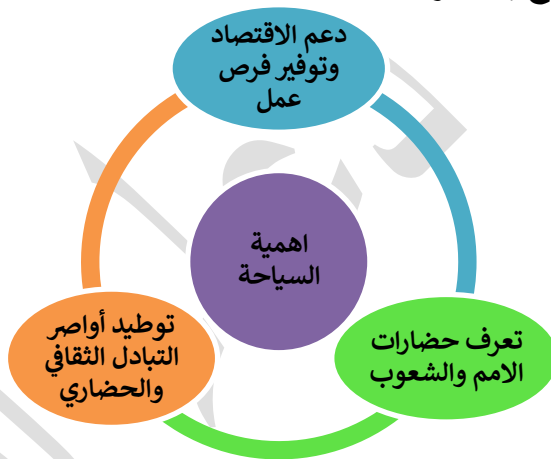 دعم الاقتصاد
وتوفير فرص
عمل
اهمية
السياحة
تعرف حضارات
الامم والشعوب
توطيد أواصر
التبادل الثقافي
والحضاري